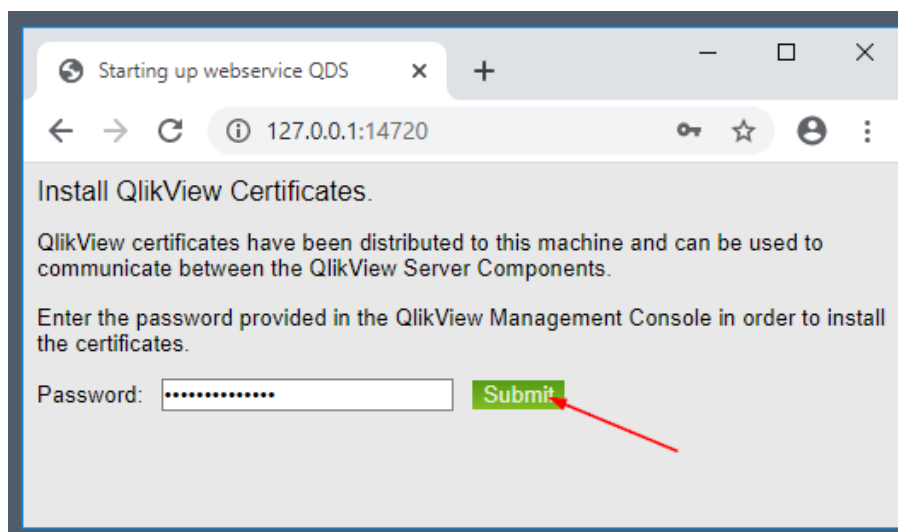 Starting up webservice QDS
127.0.0.1:14720
Install QlikView Certificates.
QlikView certificates have been distributed to this machine and can be used to
communicate between the QlikView Server Components.
Enter the password provided in the QlikView Management Console in order to install
the certificates.
Password: •••••••••••••• Submit